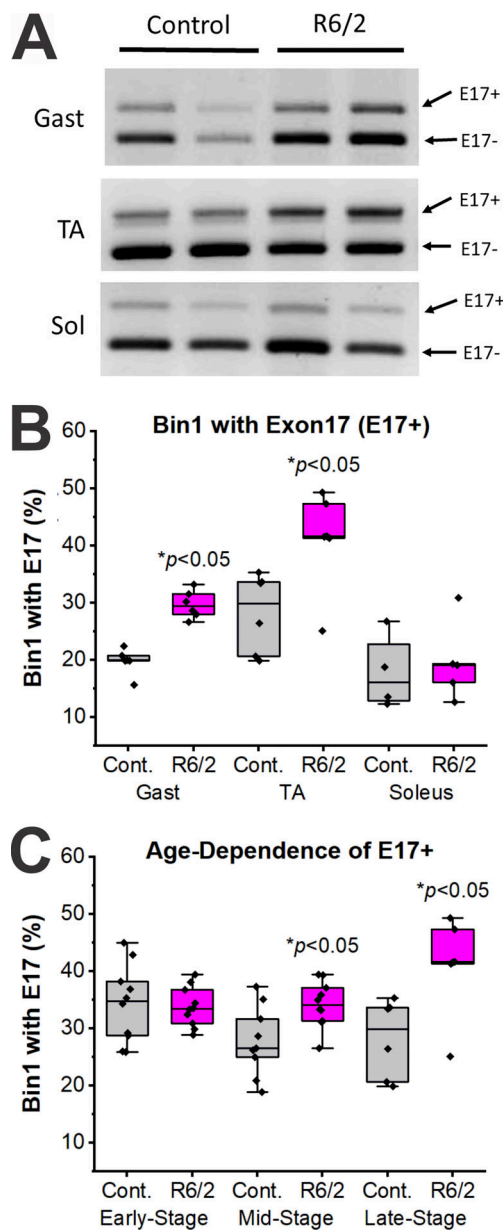 A
Control R6/2
Gast
E17+
E17-
TA
E17+
E17-
Sol
E17+
E17-
B
Bin1 with Exon17 (E17+)
Bin1 with E17 (%)
60
50
40
30
20
10
*p<0.05
*p<0.05
Cont. R6/2 Cont. R6/2 Cont. R6/2
Gast TA Soleus
C
Age-Dependence of E17+
Bin1 with E17 (%)
60
50
40
30
20
10
*p<0.05
*p<0.05
Cont. R6/2 Cont. R6/2 Cont. R6/2
Early-Stage Mid-Stage Late-Stage